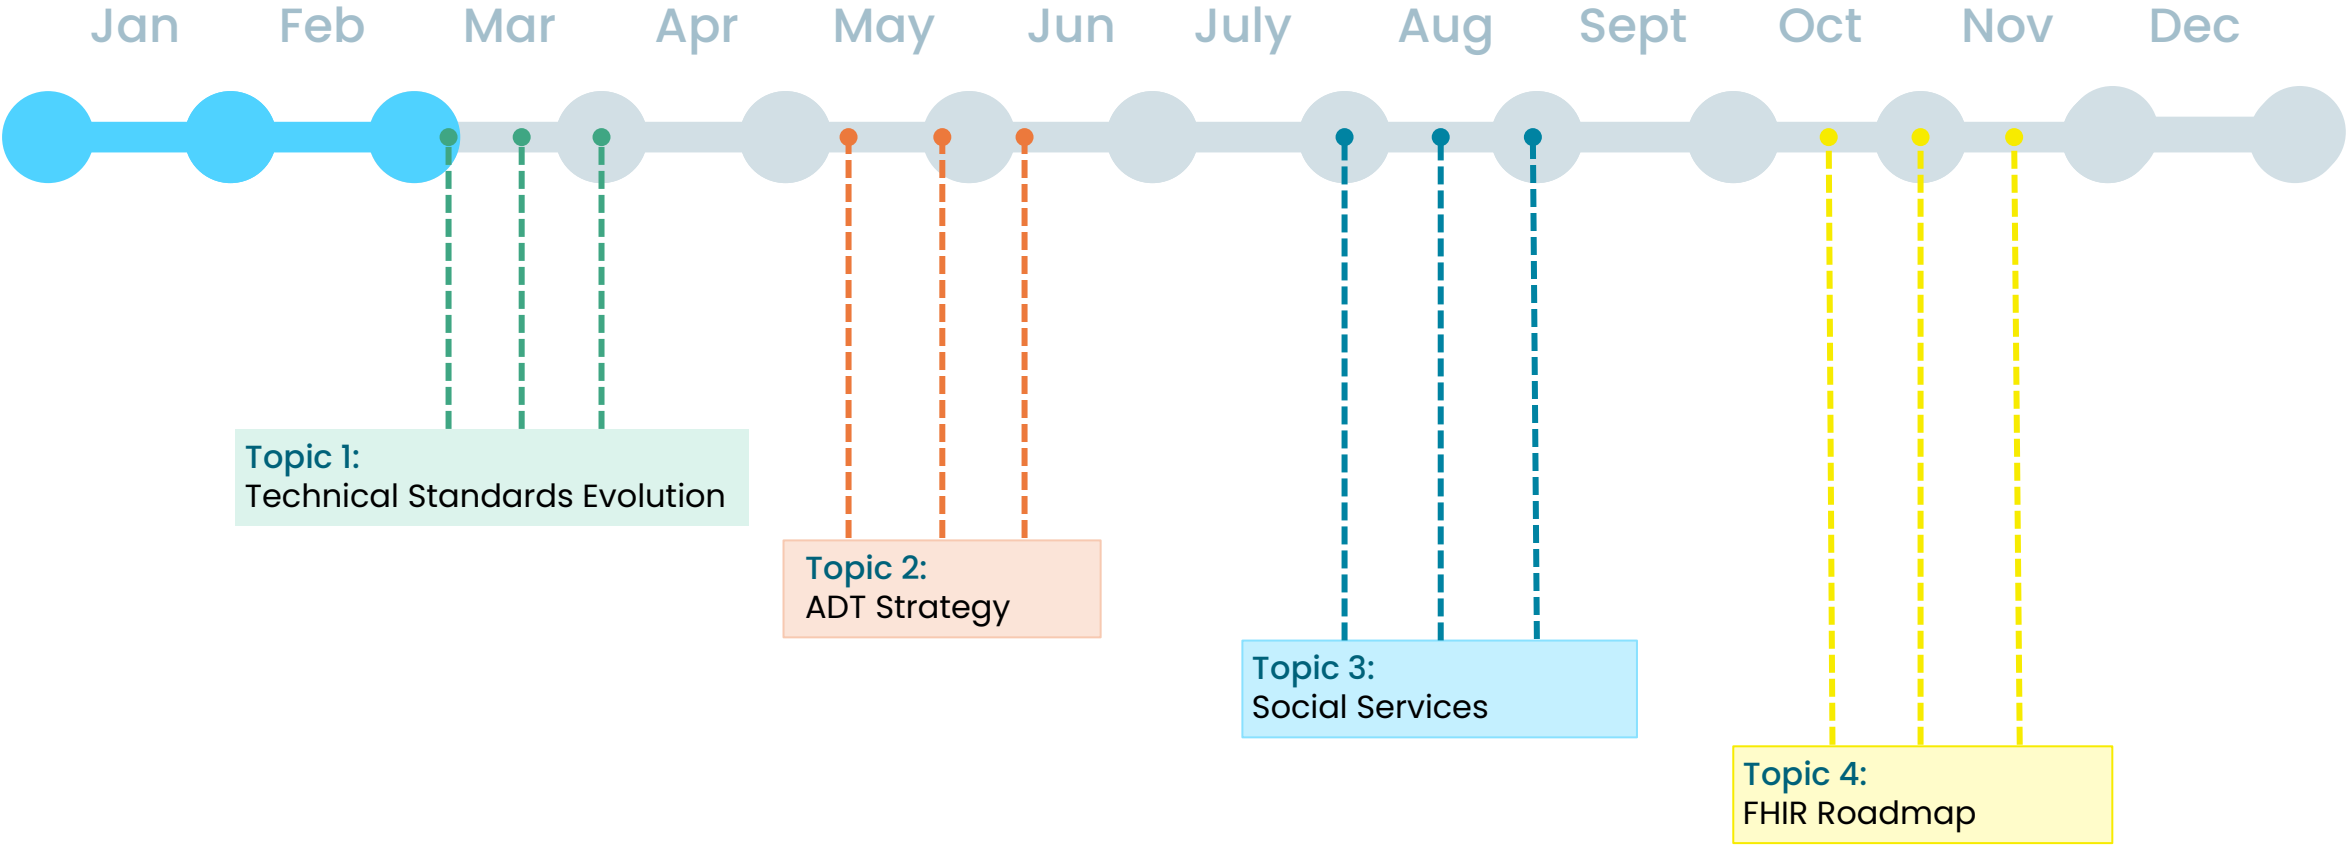 Jan Feb Mar Apr May Jun July Aug Sept Oct Nov Dec
Topic 1:
Technical Standards Evolution
Topic 2:
ADT Strategy
Topic 3:
Social Services
Topic 4:
FHIR Roadmap